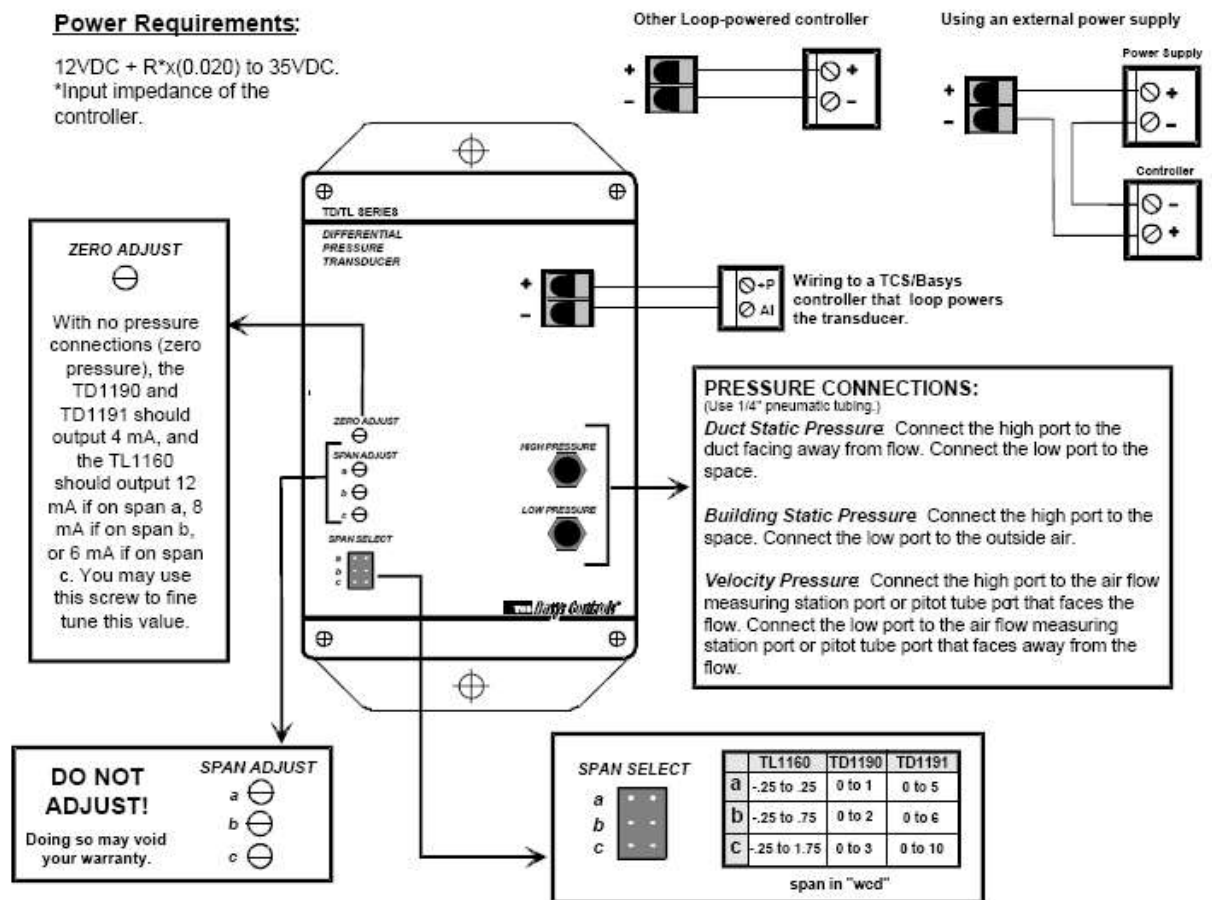 Power Requirements:
12VDC + R*x(0.020) to 35VDC.
*Input impedance of the
controller.
Other Loop-powered controller
+
-
+
-
Using an external power supply
Power Supply
+
-
+
-
Controller
-
+
TD/TL SERIES
DIFFERENTIAL
PRESSURE
TRANSDUCER
+
-
+P
AI
Wiring to a TCS/Basys
controller that loop powers
the transducer.
ZERO ADJUST
With no pressure
connections (zero
pressure), the
TD1190 and
TD1191 should
output 4 mA, and
the TL1160
should output 12
mA if on span a, 8
mA if on span b,
or 6 mA if on span
c. You may use
this screw to fine
tune this value.
ZERO ADJUST
SPAN ADJUST
a
b
c
SPAN SELECT
a
b
c
HIGH PRESSURE
LOW PRESSURE
TCS Basys Controls
PRESSURE CONNECTIONS:
(Use 1/4" pneumatic tubing.)
Duct Static Pressure Connect the high port to the
duct facing away from flow. Connect the low port to the
space.
Building Static Pressure Connect the high port to the
space. Connect the low port to the outside air.
Velocity Pressure Connect the high port to the air flow
measuring station port or pitot tube port that faces the
flow. Connect the low port to the air flow measuring
station port or pitot tube port that faces away from the
flow.
DO NOT
ADJUST!
Doing so may void
your warranty.
SPAN ADJUST
a
b
c
SPAN SELECT
a
b
c
TL1160 TD1190 TD1191
a -.25 to .25 0 to 1 0 to 5
b -.25 to .75 0 to 2 0 to 6
c -.25 to 1.75 0 to 3 0 to 10
span in "wcd"